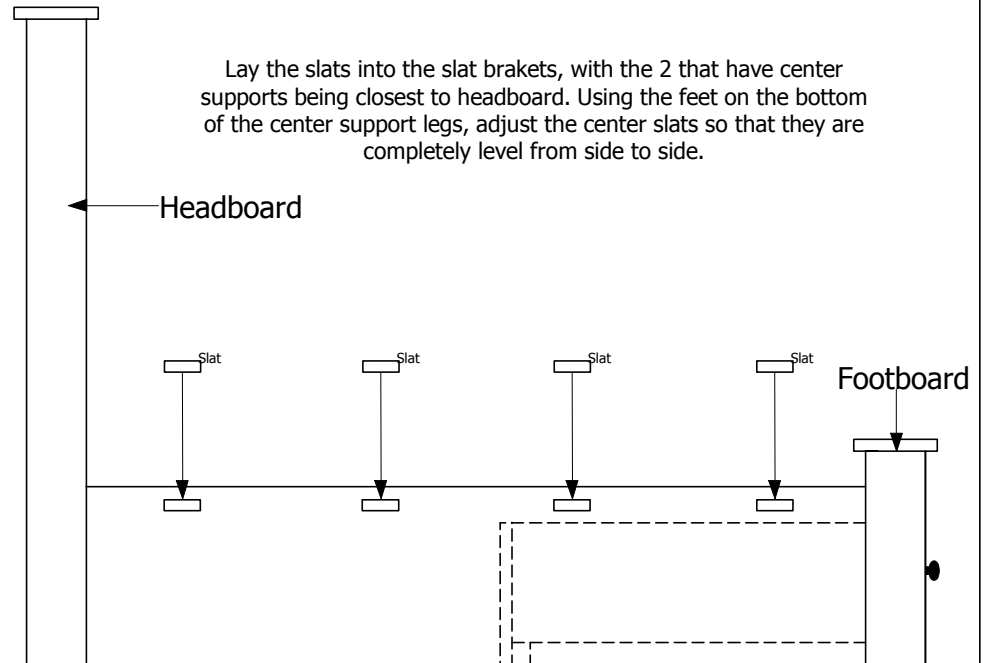 Lay the slats into the slat brakets, with the 2 that have center
supports being closest to headboard. Using the feet on the bottom
of the center support legs, adjust the center slats so that they are
completely level from side to side.
Headboard
Slat
Slat
Slat
Slat
Footboard